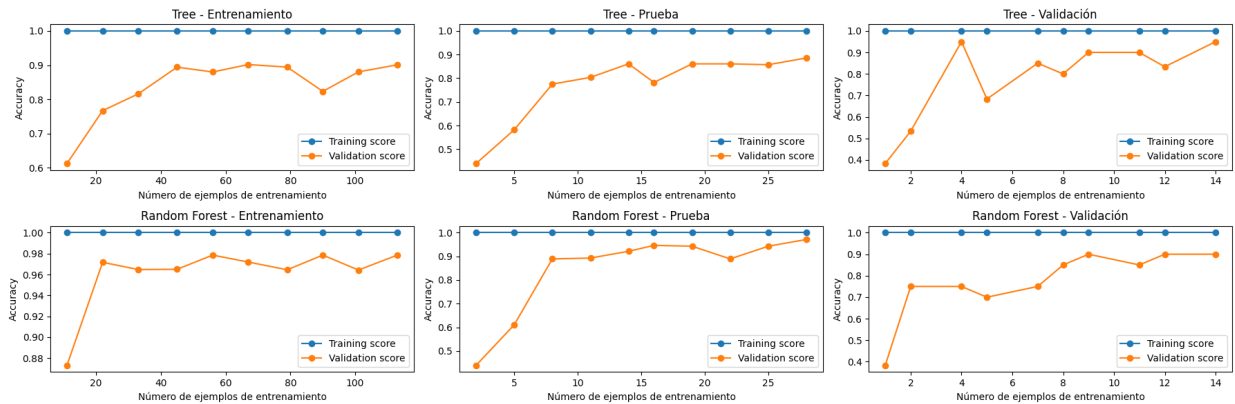 Tree - Entrenamiento
1.0
0.9
0.8
0.7
0.6
Accuracy
20
40
60
80
100
Número de ejemplos de entrenamiento
Training score
Validation score
Tree - Prueba
1.0
0.9
0.8
0.7
0.6
0.5
Accuracy
5
10
15
20
25
Número de ejemplos de entrenamiento
Training score
Validation score
Tree - Validación
1.0
0.9
0.8
0.7
0.6
0.5
0.4
Accuracy
2
4
6
8
10
12
14
Número de ejemplos de entrenamiento
Training score
Validation score
Random Forest - Entrenamiento
1.00
0.98
0.96
0.94
0.92
0.90
0.88
Accuracy
20
40
60
80
100
Número de ejemplos de entrenamiento
Training score
Validation score
Random Forest - Prueba
1.0
0.9
0.8
0.7
0.6
0.5
Accuracy
5
10
15
20
25
Número de ejemplos de entrenamiento
Training score
Validation score
Random Forest - Validación
1.0
0.9
0.8
0.7
0.6
0.5
0.4
Accuracy
2
4
6
8
10
12
14
Número de ejemplos de entrenamiento
Training score
Validation score